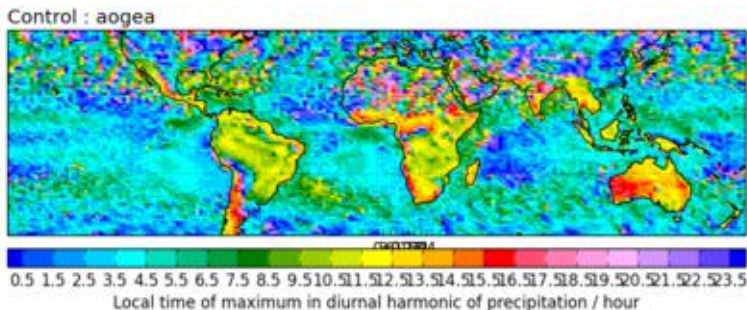 Control : aogea
0.5 1.5 2.5 3.5 4.5 5.5 6.5 7.5 8.5 9.5 10.5 11.5 12.5 13.5 14.5 15.5 16.5 17.5 18.5 19.5 20.5 21.5 22.5 23.5
Local time of maximum in diurnal harmonic of precipitation / hour